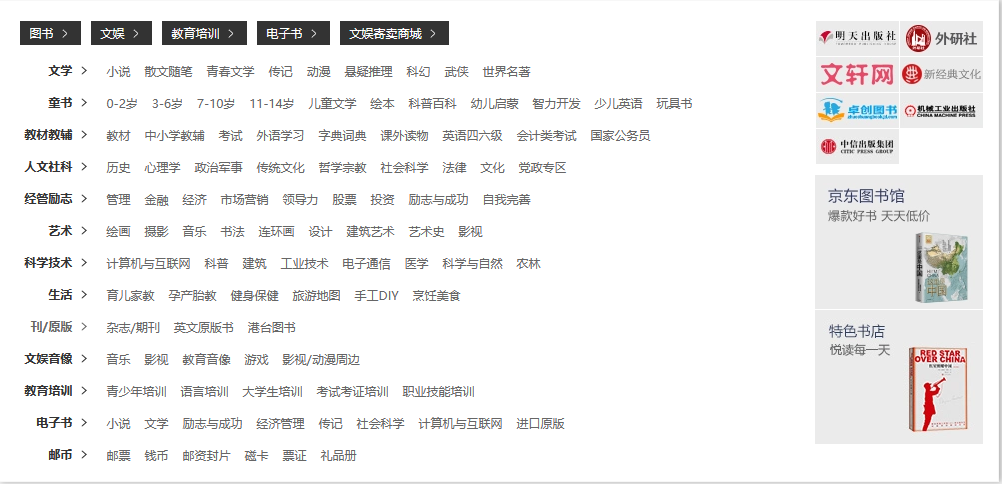 图书 > 文娱 > 教育培训 > 电子书 > 文娱寄卖商城 >
文学 > 小说 散文随笔 青春文学 传记 动漫 悬疑推理 科幻 武侠 世界名著
童书 > 0-2岁 3-6岁 7-10岁 11-14岁 儿童文学 绘本 科普百科 幼儿启蒙 智力开发 少儿英语 玩具书
教材教辅 > 教材 中小学教辅 考试 外语学习 字典词典 课外读物 英语四六级 会计类考试 国家公务员
人文社科 > 历史 心理学 政治军事 传统文化 哲学宗教 社会科学 法律 文化 党政专区
经管励志 > 管理 金融 经济 市场营销 领导力 股票 投资 励志与成功 自我完善
艺术 > 绘画 摄影 音乐 书法 连环画 设计 建筑艺术 艺术史 影视
科学技术 > 计算机与互联网 科普 建筑 工业技术 电子通信 医学 科学与自然 农林
生活 > 育儿家教 孕产胎教 健身保健 旅游地图 手工DIY 烹饪美食
刊/原版 > 杂志/期刊 英文原版书 港台图书
文娱音像 > 音乐 影视 教育音像 游戏 影视/动漫周边
教育培训 > 青少年培训 语言培训 大学生培训 考试考证培训 职业技能培训
电子书 > 小说 文学 励志与成功 经济管理 传记 社会科学 计算机与互联网 进口原版
邮币 > 邮票 钱币 邮资封片 磁卡 票证 礼品册
明天出版社 外研社
文轩网 新经典文化
卓创图书 机械工业出版社
CHINA MACHINE PRESS
中信出版集团
CITIC PRESS GROUP
京东图书馆
爆款好书 天天低价
中国
特色书店
悦读每一天
RED STAR
OVER CHINA